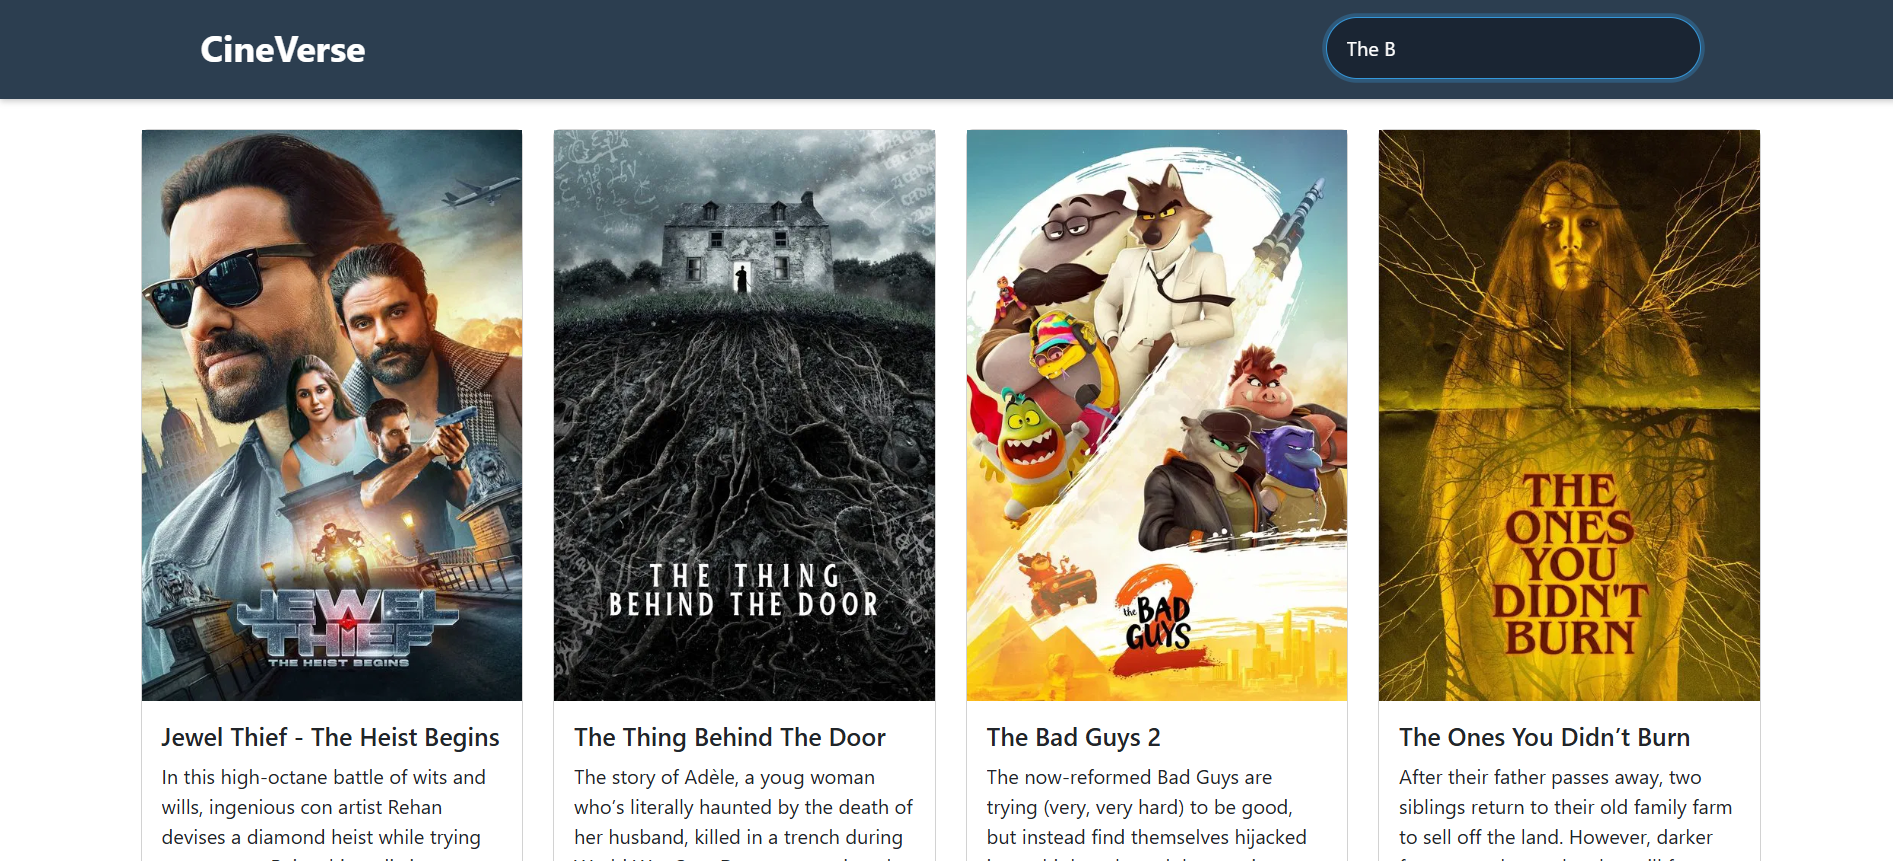 CineVerse
The B
JEWEL
THIEF
THE HEIST BEGINS
THE THING
BEHIND THE DOOR
2
the BAD
GUYS
THE
ONES
YOU
DIDN'T
BURN
Jewel Thief - The Heist Begins
In this high-octane battle of wits and
wills, ingenious con artist Rehan
devises a diamond heist while trying
The Thing Behind The Door
The story of Adèle, a youg woman
who’s literally haunted by the death of
her husband, killed in a trench during
The Bad Guys 2
The now-reformed Bad Guys are
trying (very, very hard) to be good,
but instead find themselves hijacked
The Ones You Didn’t Burn
After their father passes away, two
siblings return to their old family farm
to sell off the land. However, darker